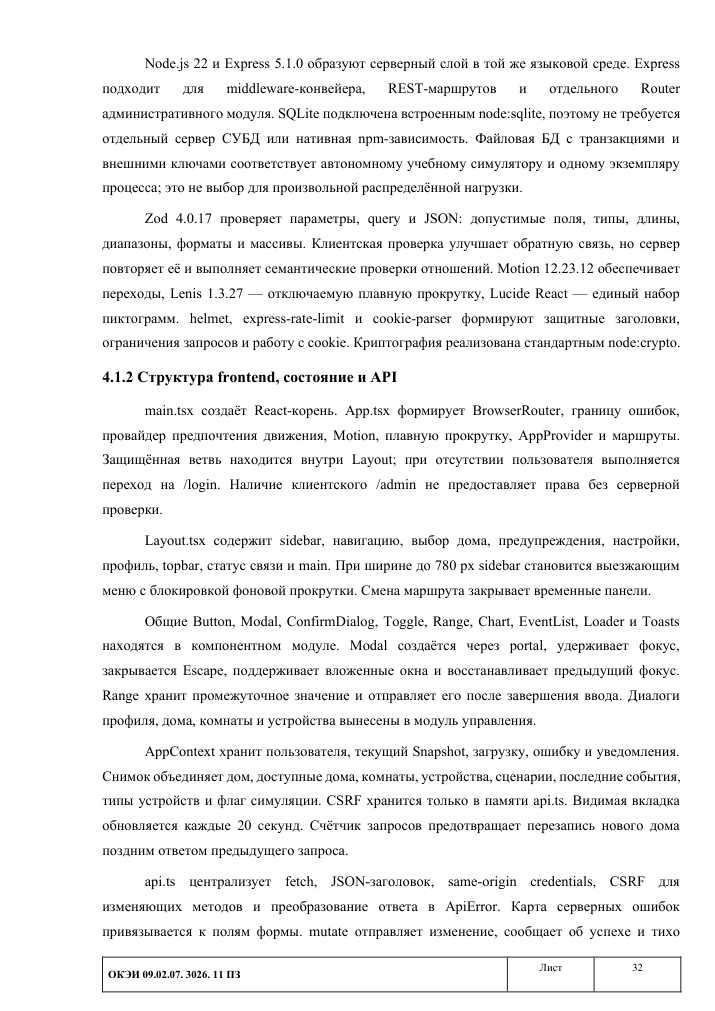 Node.js 22 и Express 5.1.0 образуют серверный слой в той же языковой среде. Express
подходит для middleware-конвейера, REST-маршрутов и отдельного Router
административного модуля. SQLite подключена встроенным node:sqlite, поэтому не требуется
отдельный сервер СУБД или нативная npm-зависимость. Файловая БД с транзакциями и
внешними ключами соответствует автономному учебному симулятору и одному экземпляру
процесса; это не выбор для произвольной распределённой нагрузки.
Zod 4.0.17 проверяет параметры, query и JSON: допустимые поля, типы, длины,
диапазоны, форматы и массивы. Клиентская проверка улучшает обратную связь, но сервер
повторяет её и выполняет семантические проверки отношений. Motion 12.23.12 обеспечивает
переходы, Lenis 1.3.27 — отключаемую плавную прокрутку, Lucide React — единый набор
пиктограмм. helmet, express-rate-limit и cookie-parser формируют защитные заголовки,
ограничения запросов и работу с cookie. Криптография реализована стандартным node:crypto.
4.1.2 Структура frontend, состояние и API
main.tsx создаёт React-корень. App.tsx формирует BrowserRouter, границу ошибок,
провайдер предпочтения движения, Motion, плавную прокрутку, AppProvider и маршруты.
Защищённая ветвь находится внутри Layout; при отсутствии пользователя выполняется
переход на /login. Наличие клиентского /admin не предоставляет права без серверной
проверки.
Layout.tsx содержит sidebar, навигацию, выбор дома, предупреждения, настройки,
профиль, topbar, статус связи и main. При ширине до 780 px sidebar становится выезжающим
меню с блокировкой фоновой прокрутки. Смена маршрута закрывает временные панели.
Общие Button, Modal, ConfirmDialog, Toggle, Range, Chart, EventList, Loader и Toasts
находятся в компонентном модуле. Modal создаётся через portal, удерживает фокус,
закрывается Escape, поддерживает вложенные окна и восстанавливает предыдущий фокус.
Range хранит промежуточное значение и отправляет его после завершения ввода. Диалоги
профиля, дома, комнаты и устройства вынесены в модуль управления.
AppContext хранит пользователя, текущий Snapshot, загрузку, ошибку и уведомления.
Снимок объединяет дом, доступные дома, комнаты, устройства, сценарии, последние события,
типы устройств и флаг симуляции. CSRF хранится только в памяти api.ts. Видимая вкладка
обновляется каждые 20 секунд. Счётчик запросов предотвращает перезапись нового дома
поздним ответом предыдущего запроса.
api.ts централизует fetch, JSON-заголовок, same-origin credentials, CSRF для
изменяющих методов и преобразование ответа в ApiError. Карта серверных ошибок
привязывается к полям формы. mutate отправляет изменение, сообщает об успехе и тихо
ОКЭИ 09.02.07. 3026. 11 ПЗ
Лист
32